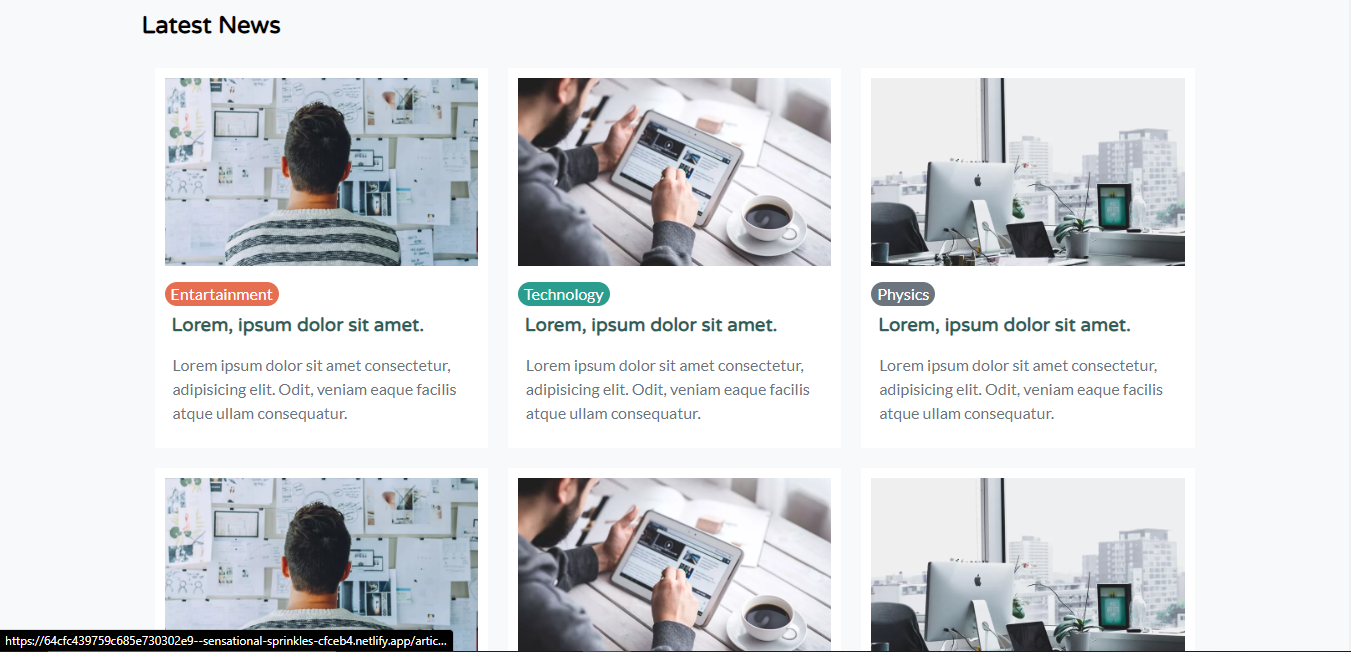 Latest News
Entartainment
Technology
Physics
Lorem, ipsum dolor sit amet.
Lorem, ipsum dolor sit amet.
Lorem, ipsum dolor sit amet.
Lorem ipsum dolor sit amet consectetur,
adipisicing elit. Odit, veniam eaque facilis
atque ullam consequatur.
Lorem ipsum dolor sit amet consectetur,
adipisicing elit. Odit, veniam eaque facilis
atque ullam consequatur.
Lorem ipsum dolor sit amet consectetur,
adipisicing elit. Odit, veniam eaque facilis
atque ullam consequatur.
https://64cfc439759c685e730302e9--sensational-sprinkles-cfceb4.netlify.app/artic...